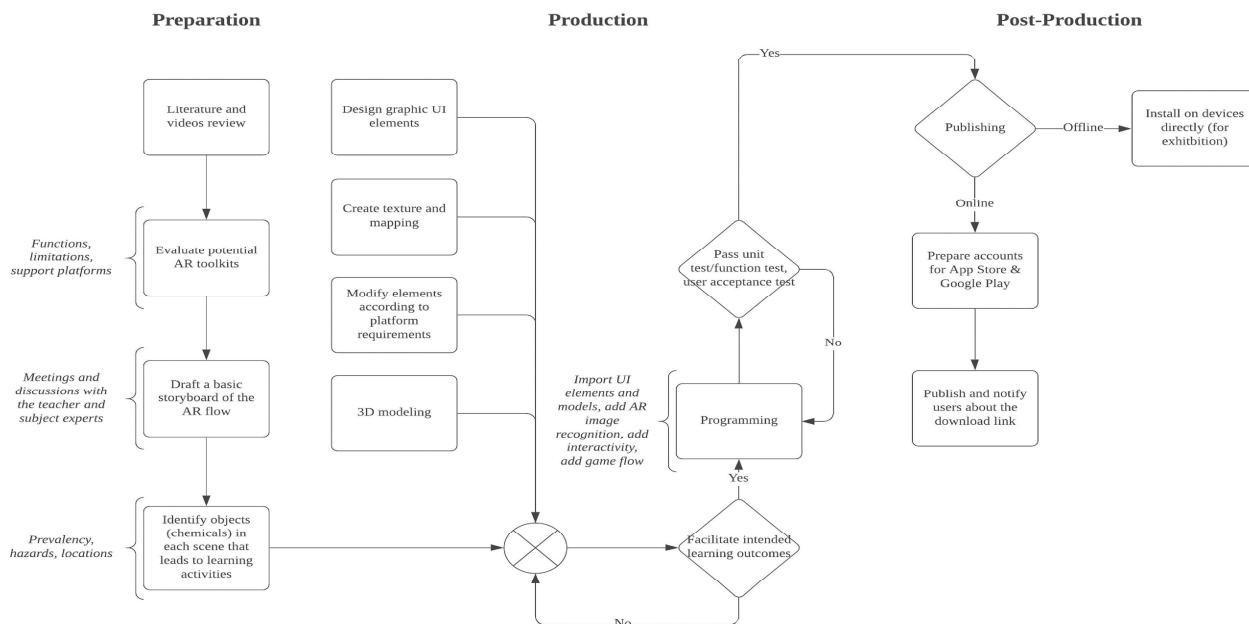 Preparation
Production
Post-Production
Literature and
videos review
Functions,
limitations,
support platforms
Evaluate potential
AR toolkits
Meetings and
discussions with
the teacher and
subject experts
Draft a basic
storyboard of the
AR flow
Prevalency,
hazards, locations
Identify objects
(chemicals) in
each scene that
leads to learning
activities
Design graphic UI
elements
Create texture and
mapping
Modify elements
according to
platform
requirements
3D modeling
No
Facilitate intended
learning outcomes
Yes
Import UI
elements and
models, add AR
image
recognition, add
interactivity,
add game flow
Programming
Pass unit
test/function test,
user acceptance test
No
Yes
Publishing
Offline
Install on devices
directly (for
exhibition)
Online
Prepare accounts
for App Store &
Google Play
Publish and notify
users about the
download link